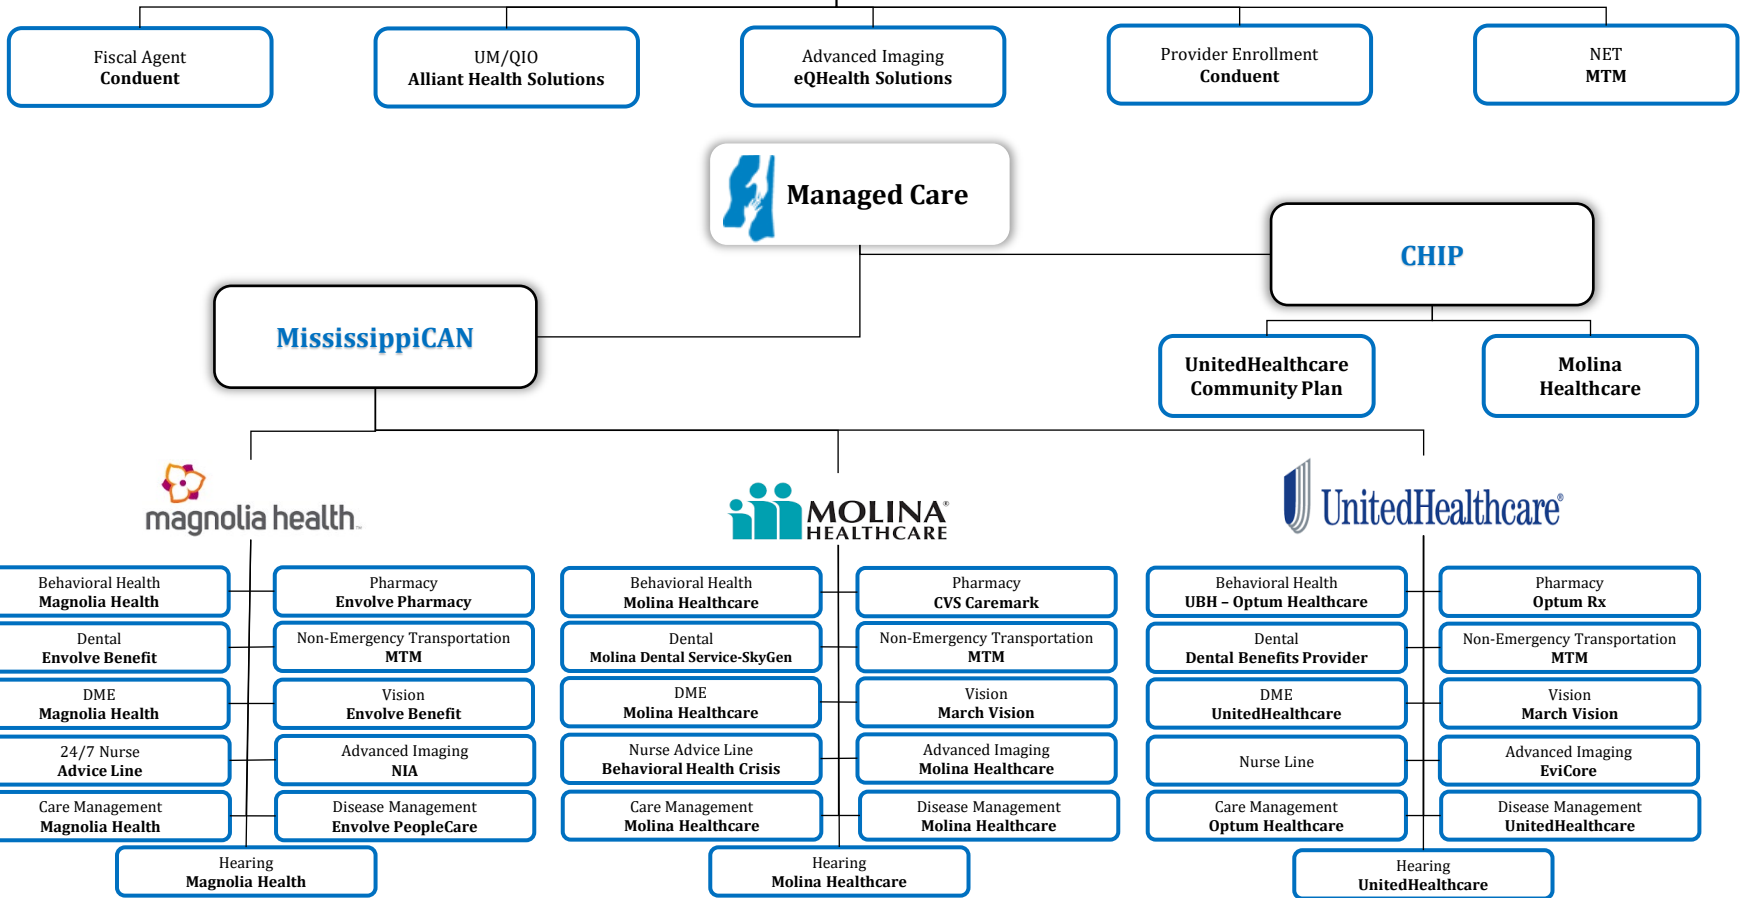 Fiscal Agent
Conduent
UM/QIO
Alliant Health Solutions
Advanced Imaging
eQHealth Solutions
Provider Enrollment
Conduent
NET
MTM
Managed Care
CHIP
MississippiCAN
UnitedHealthcare
Community Plan
Molina
Healthcare
magnolia health
MOLINA®
HEALTHCARE
UnitedHealthcare®
Behavioral Health
Magnolia Health
Pharmacy
Envolve Pharmacy
Dental
Envolve Benefit
Non-Emergency Transportation
MTM
DME
Magnolia Health
Vision
Envolve Benefit
24/7 Nurse
Advice Line
Advanced Imaging
NIA
Care Management
Magnolia Health
Disease Management
Envolve PeopleCare
Hearing
Magnolia Health
Behavioral Health
Molina Healthcare
Pharmacy
CVS Caremark
Dental
Molina Dental Service-SkyGen
Non-Emergency Transportation
MTM
DME
Molina Healthcare
Vision
March Vision
Nurse Advice Line
Behavioral Health Crisis
Advanced Imaging
Molina Healthcare
Care Management
Molina Healthcare
Disease Management
Molina Healthcare
Hearing
Molina Healthcare
Behavioral Health
UBH – Optum Healthcare
Pharmacy
Optum Rx
Dental
Dental Benefits Provider
Non-Emergency Transportation
MTM
DME
UnitedHealthcare
Vision
March Vision
Nurse Line
Advanced Imaging
EviCore
Care Management
Optum Healthcare
Disease Management
UnitedHealthcare
Hearing
UnitedHealthcare